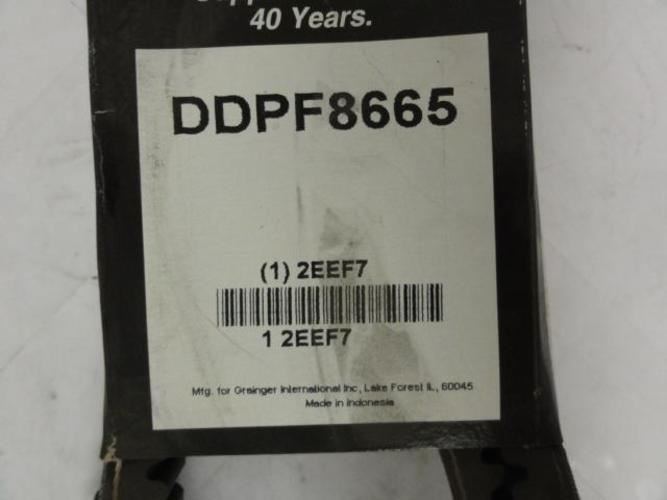 40 Years.
DDPF8665
(1) 2EEF7
1 2EEF7
Mfg. for Grainger International Inc., Lake Forest IL, 60045
Made in Indonesia